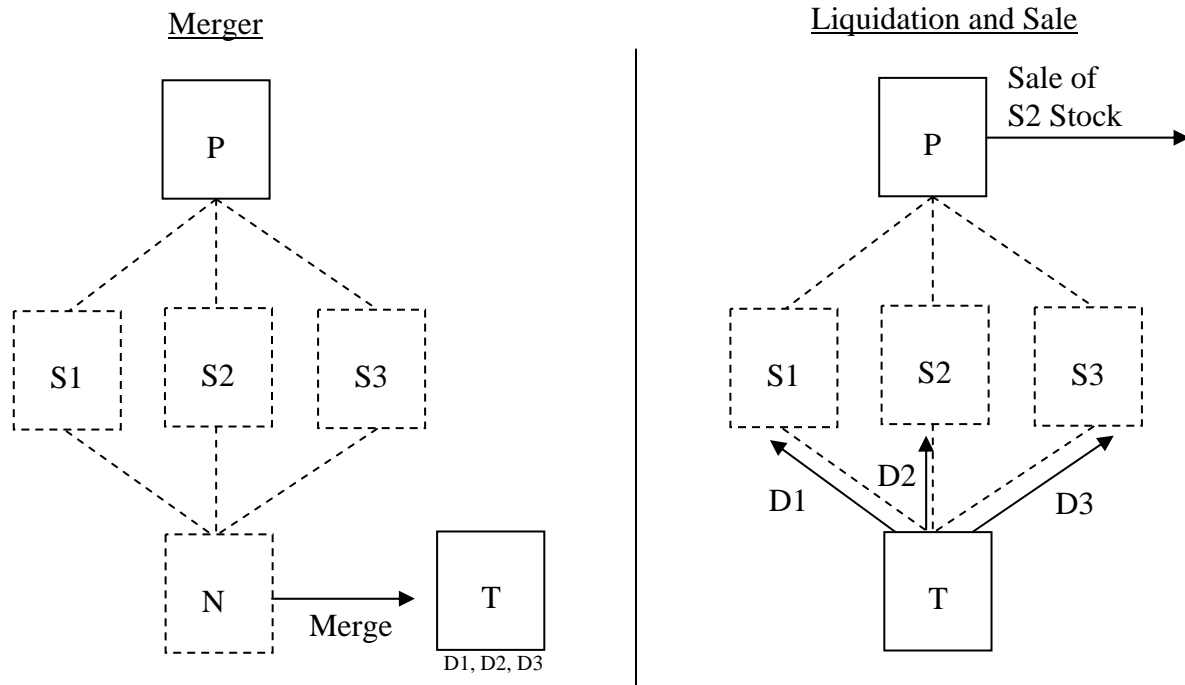 Merger
P
S1
S2
S3
N
Merge
T
D1, D2, D3
Liquidation and Sale
Sale of
S2 Stock
P
S1
S2
S3
D1
D2
D3
T